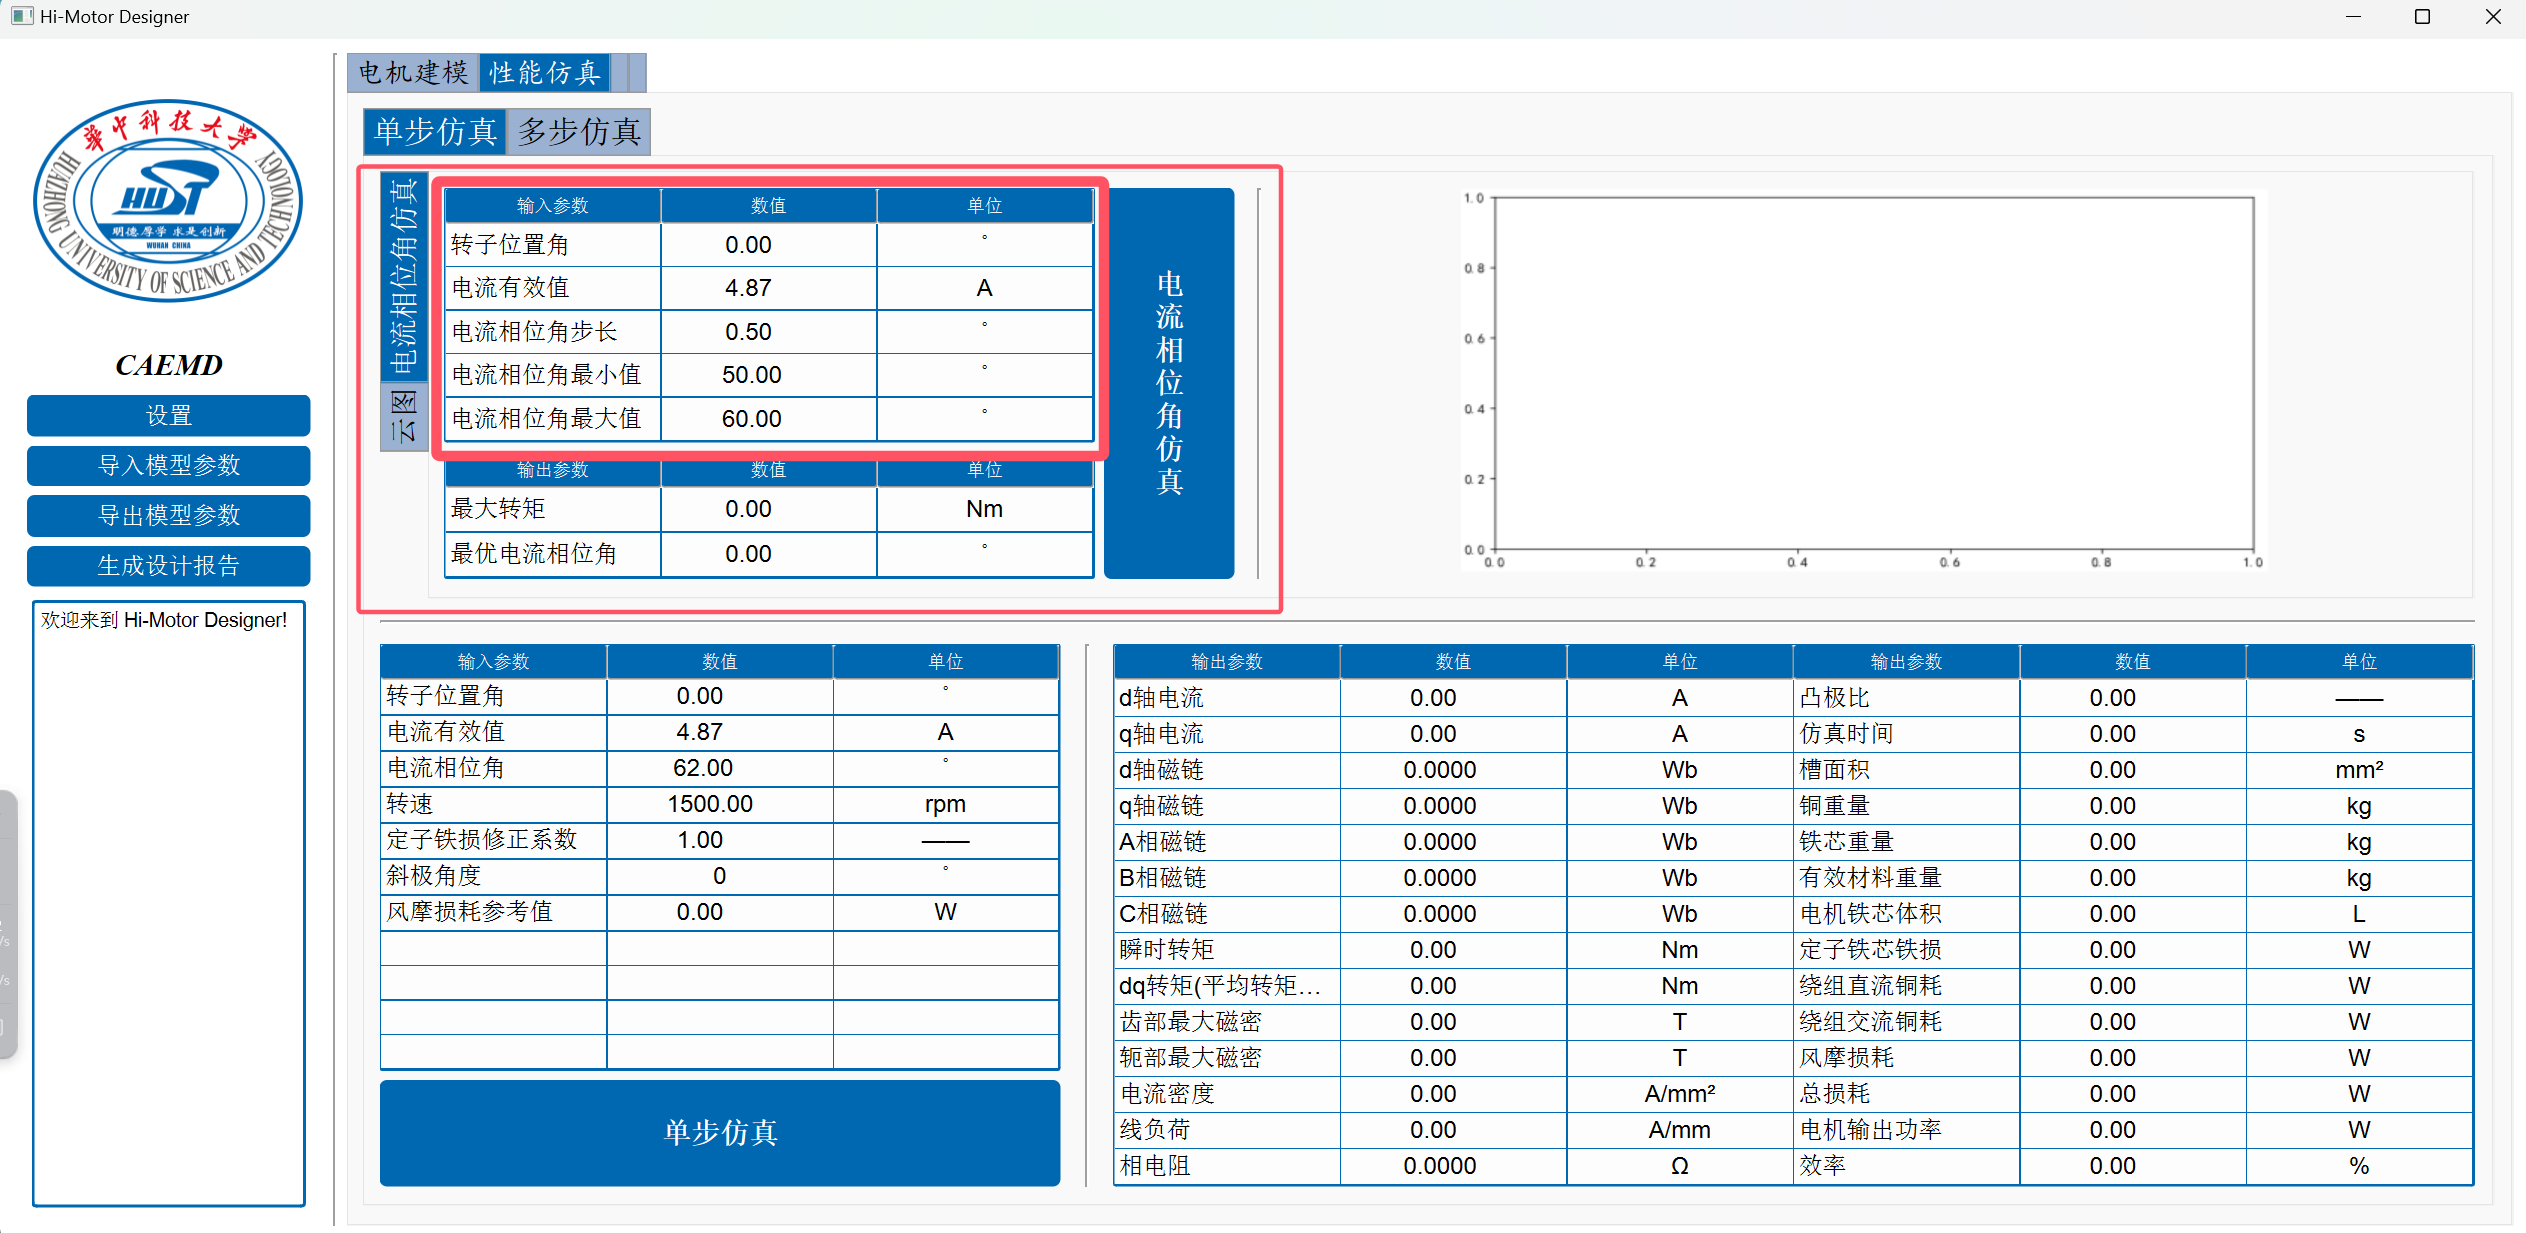 Hi-Motor Designer
電中科技大学
HUAZHONG UNIVERSITY OF SCIENCE AND TECHNOLOGY
HUST
明德厚学 求是创新
WUHAN CHINA
CAEMD
设置
导入模型参数
导出模型参数
生成设计报告
欢迎来到 Hi-Motor Designer!
电机建模 性能仿真
单步仿真 多步仿真
电流相位角仿真
云图
输入参数 数值 单位
转子位置角 0.00 °
电流有效值 4.87 A
电流相位角步长 0.50 °
电流相位角最小值 50.00 °
电流相位角最大值 60.00 °
输出参数 数值 单位
最大转矩 0.00 Nm
最优电流相位角 0.00 °
电流相位角仿真
1.0
0.8
0.6
0.4
0.2
0.0
0.0 0.2 0.4 0.6 0.8 1.0
输入参数 数值 单位
转子位置角 0.00 °
电流有效值 4.87 A
电流相位角 62.00 °
转速 1500.00 rpm
定子铁损修正系数 1.00 ——
斜极角度 0 °
风摩损耗参考值 0.00 W
单步仿真
输出参数 数值 单位 输出参数 数值 单位
d轴电流 0.00 A 凸极比 0.00 ——
q轴电流 0.00 A 仿真时间 0.00 s
d轴磁链 0.0000 Wb 槽面积 0.00 mm²
q轴磁链 0.0000 Wb 铜重量 0.00 kg
A相磁链 0.0000 Wb 铁芯重量 0.00 kg
B相磁链 0.0000 Wb 有效材料重量 0.00 kg
C相磁链 0.0000 Wb 电机铁芯体积 0.00 L
瞬时转矩 0.00 Nm 定子铁芯铁损 0.00 W
dq转矩(平均转矩… 0.00 Nm 绕组直流铜耗 0.00 W
齿部最大磁密 0.00 T 绕组交流铜耗 0.00 W
轭部最大磁密 0.00 T 风摩损耗 0.00 W
电流密度 0.00 A/mm² 总损耗 0.00 W
线负荷 0.00 A/mm 电机输出功率 0.00 W
相电阻 0.0000 Ω 效率 0.00 %